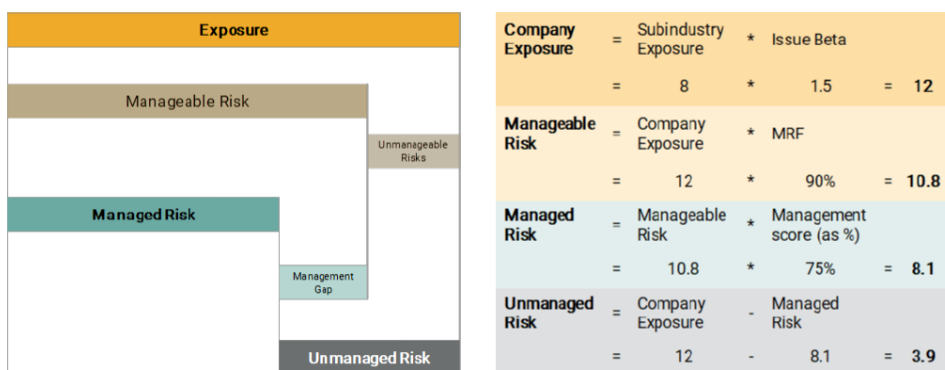 Exposure
Manageable Risk
Unmanageable
Risks
Managed Risk
Management
Gap
Unmanaged Risk
Company
Exposure = Subindustry
Exposure * Issue Beta
= 8 * 1.5 = 12
Manageable
Risk = Company
Exposure * MRF
= 12 * 90% = 10.8
Managed
Risk = Manageable
Risk * Management
score (as %)
= 10.8 * 75% = 8.1
Unmanaged
Risk = Company
Exposure - Managed
Risk
= 12 - 8.1 = 3.9